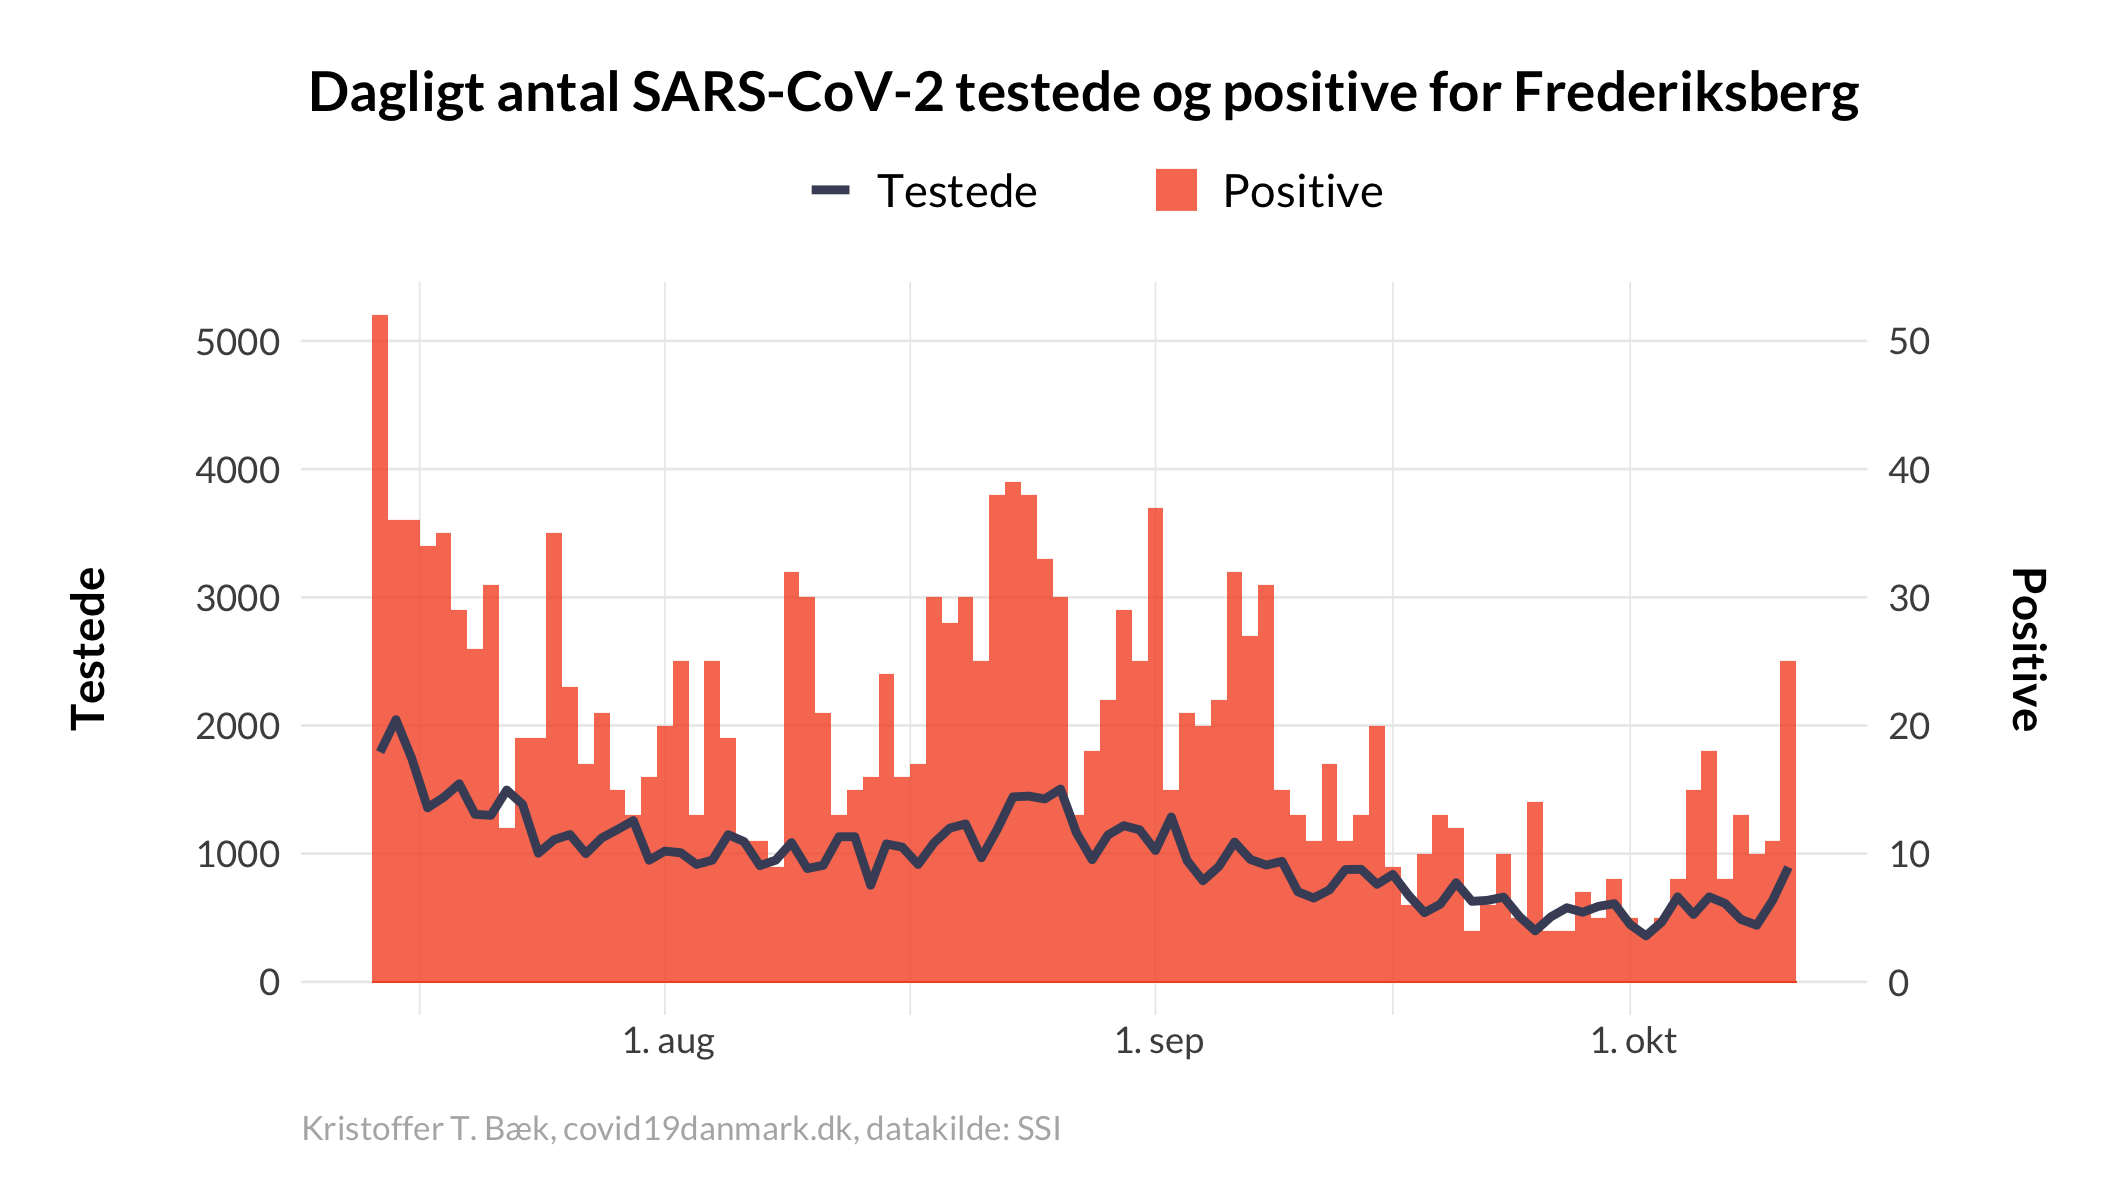 Dagligt antal SARS-CoV-2 testede og positive for Frederiksberg
Testede Positive
5000 50
4000 40
3000 30
2000 20
1000 10
0 0
Testede
Positive
1. aug 1. sep 1. okt
Kristoffer T. Bæk, covid19danmark.dk, datakilde: SSI